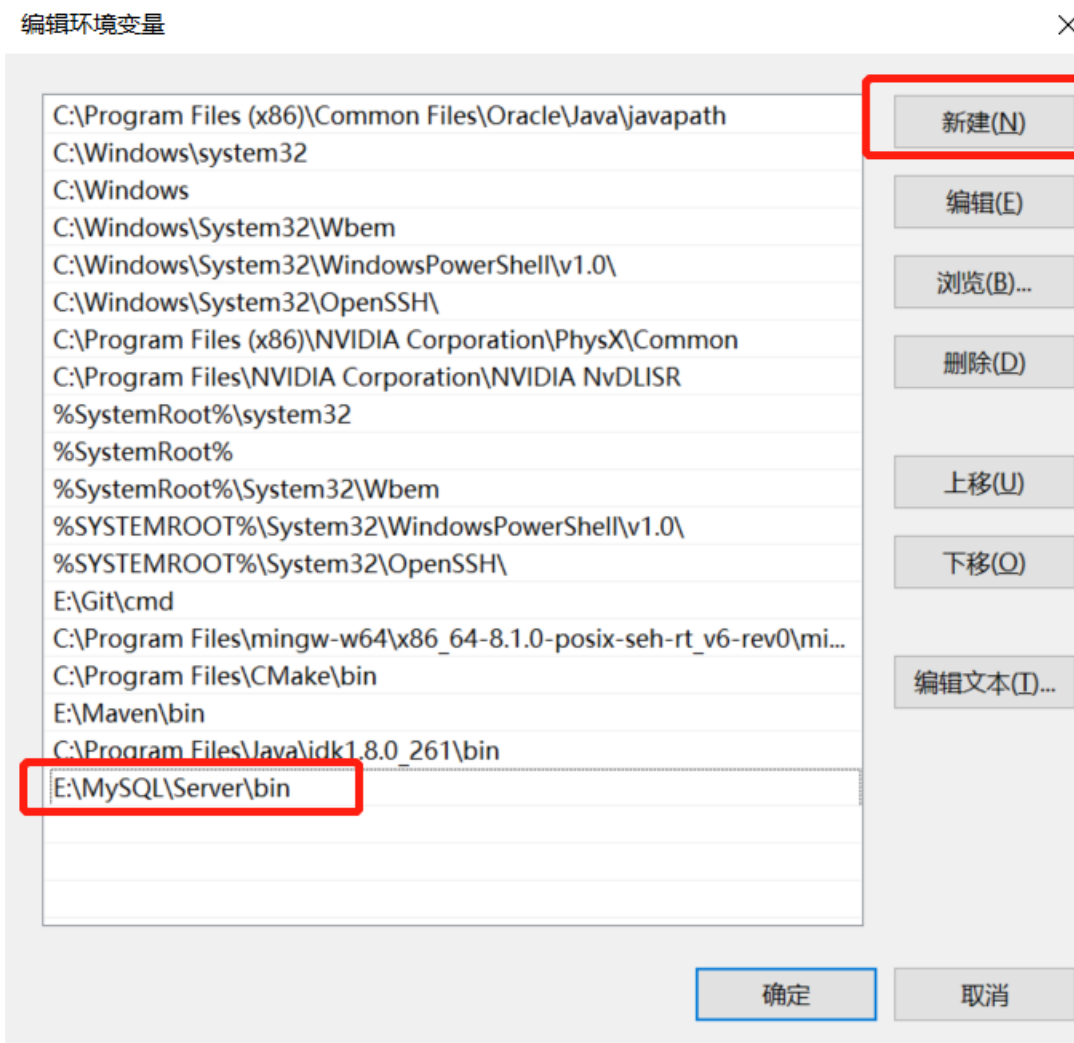 编辑环境变量
C:\Program Files (x86)\Common Files\Oracle\Java\javapath
C:\Windows\system32
C:\Windows
C:\Windows\System32\Wbem
C:\Windows\System32\WindowsPowerShell\v1.0\
C:\Windows\System32\OpenSSH\
C:\Program Files (x86)\NVIDIA Corporation\PhysX\Common
C:\Program Files\NVIDIA Corporation\NVIDIA NvDLISR
%SystemRoot%\system32
%SystemRoot%
%SystemRoot%\System32\Wbem
%SYSTEMROOT%\System32\WindowsPowerShell\v1.0\
%SYSTEMROOT%\System32\OpenSSH\
E:\Git\cmd
C:\Program Files\mingw-w64\x86_64-8.1.0-posix-seh-rt_v6-rev0\mi...
C:\Program Files\CMake\bin
E:\Maven\bin
C:\Program Files\Java\jdk1.8.0_261\bin
E:\MySQL\Server\bin
新建(N)
编辑(E)
浏览(B)...
删除(D)
上移(U)
下移(O)
编辑文本(T)...
确定
取消